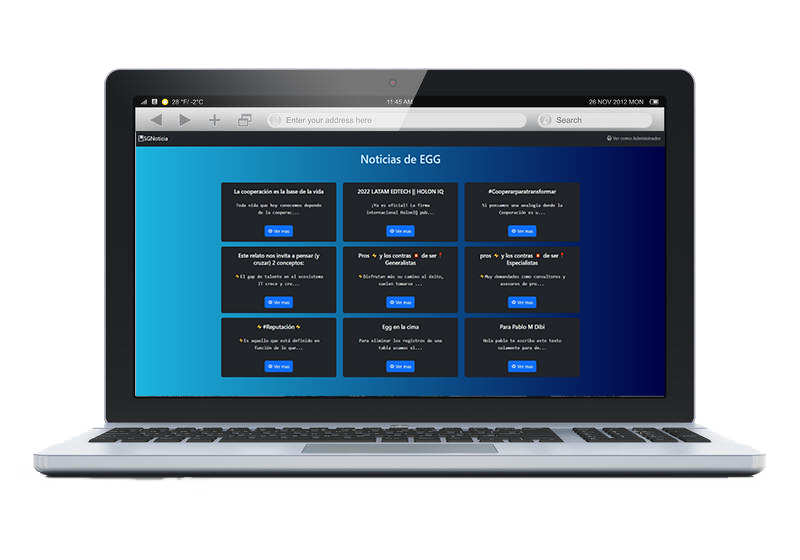 28 °F/ -2°C
11:45 AM
26 NOV 2012 MON
Enter your address here
Search
SGNoticia
Ver como Administrador
Noticias de EGG
La cooperación es la base de la vida
Toda vida que hoy conocemos depende
de la cooperac...
Ver mas
2022 LATAM EDTECH || HOLON IQ
¡Ya es oficial! La firma
internacional HolonIQ pub...
Ver mas
#Cooperarparatransformar
Si pensamos una analogía donde la
Cooperación es u...
Ver mas
Este relato nos invita a pensar (y
cruzar) 2 conceptos:
⚡El gap de talento en el ecosistema
IT crece y cre...
Ver mas
Pros ⚡ y los contras 💥 de ser❗
Generalistas
⚡Disfrutan más su camino al éxito,
suelen tomarse ...
Ver mas
pros ⚡ y los contras 💥 de ser❗
Especialistas
⚡Muy demandados como consultores y
asesores de pro...
Ver mas
⚡#Reputación⚡
⚡Es aquello que está definido en
función de lo que...
Ver mas
Egg en la cima
Para eliminar los registros de una
tabla usamos el...
Ver mas
Para Pablo M Dibi
Hola pablo te escribo este texto
solamente para de...
Ver mas